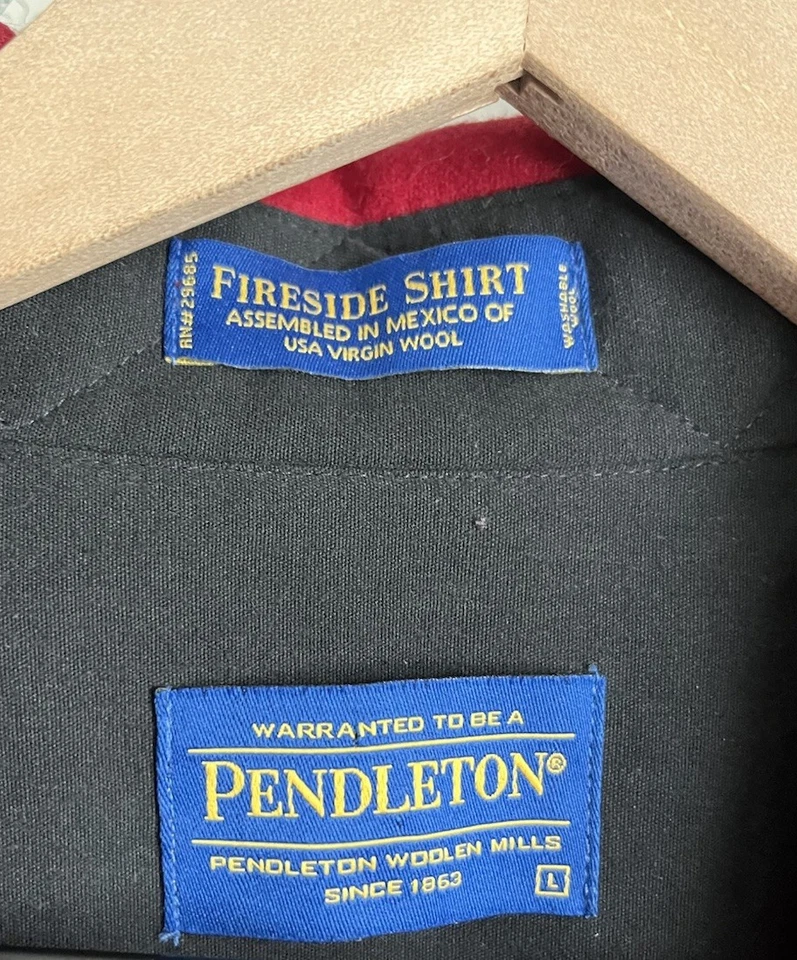 RN#29685
FIRESIDE SHIRT
ASSEMBLED IN MEXICO OF
USA VIRGIN WOOL
WASHABLE
WOOL
WARRANTED TO BE A
PENDLETON®
PENDLETON WOOLEN MILLS
SINCE 1863
L